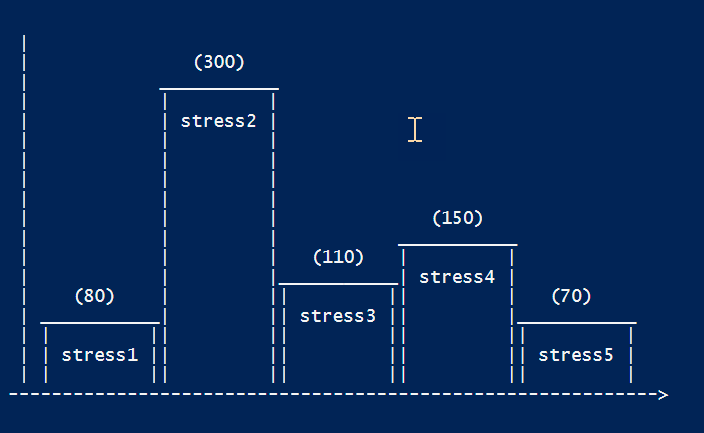 (300)
stress2
(150)
(110)
stress4
(80)
(70)
stress3
stress1
stress5